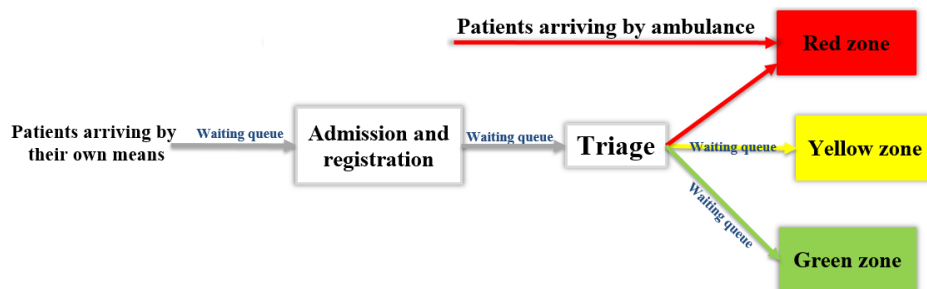 Patients arriving by ambulance
Red zone
Patients arriving by
their own means
Waiting queue
Admission and
registration
Waiting queue
Triage
Waiting queue
Yellow zone
Waiting queue
Green zone